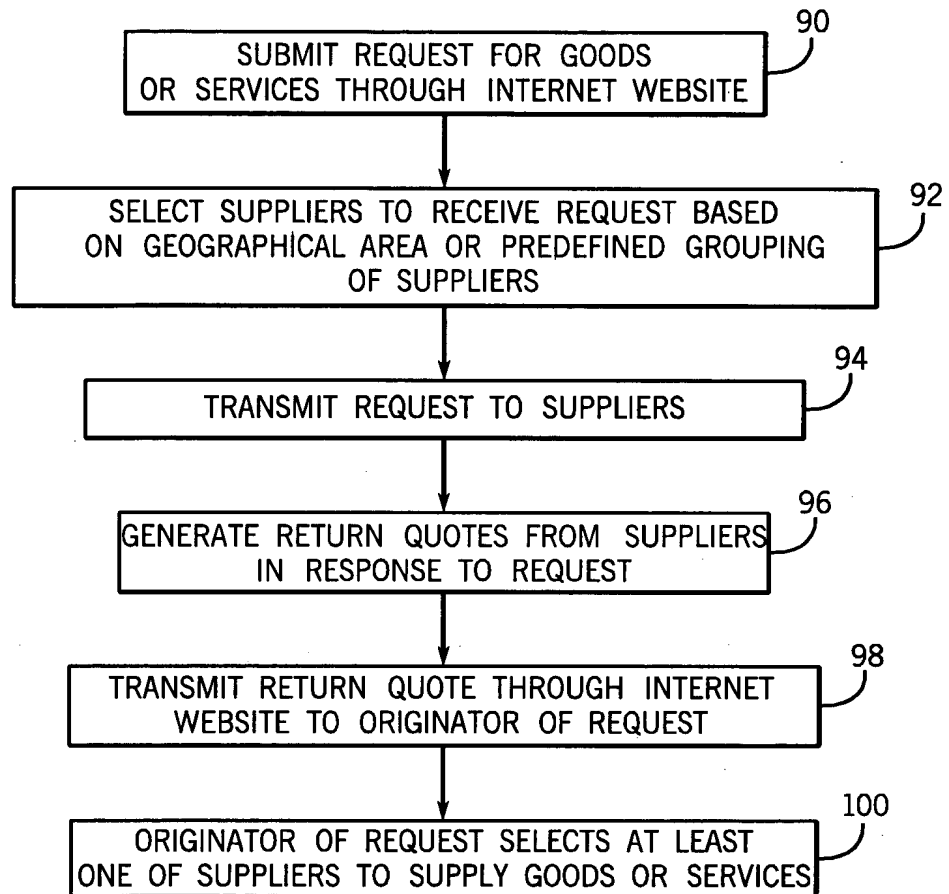 90
SUBMIT REQUEST FOR GOODS
OR SERVICES THROUGH INTERNET WEBSITE
92
SELECT SUPPLIERS TO RECEIVE REQUEST BASED
ON GEOGRAPHICAL AREA OR PREDEFINED GROUPING
OF SUPPLIERS
94
TRANSMIT REQUEST TO SUPPLIERS
96
GENERATE RETURN QUOTES FROM SUPPLIERS
IN RESPONSE TO REQUEST
98
TRANSMIT RETURN QUOTE THROUGH INTERNET
WEBSITE TO ORIGINATOR OF REQUEST
100
ORIGINATOR OF REQUEST SELECTS AT LEAST
ONE OF SUPPLIERS TO SUPPLY GOODS OR SERVICES